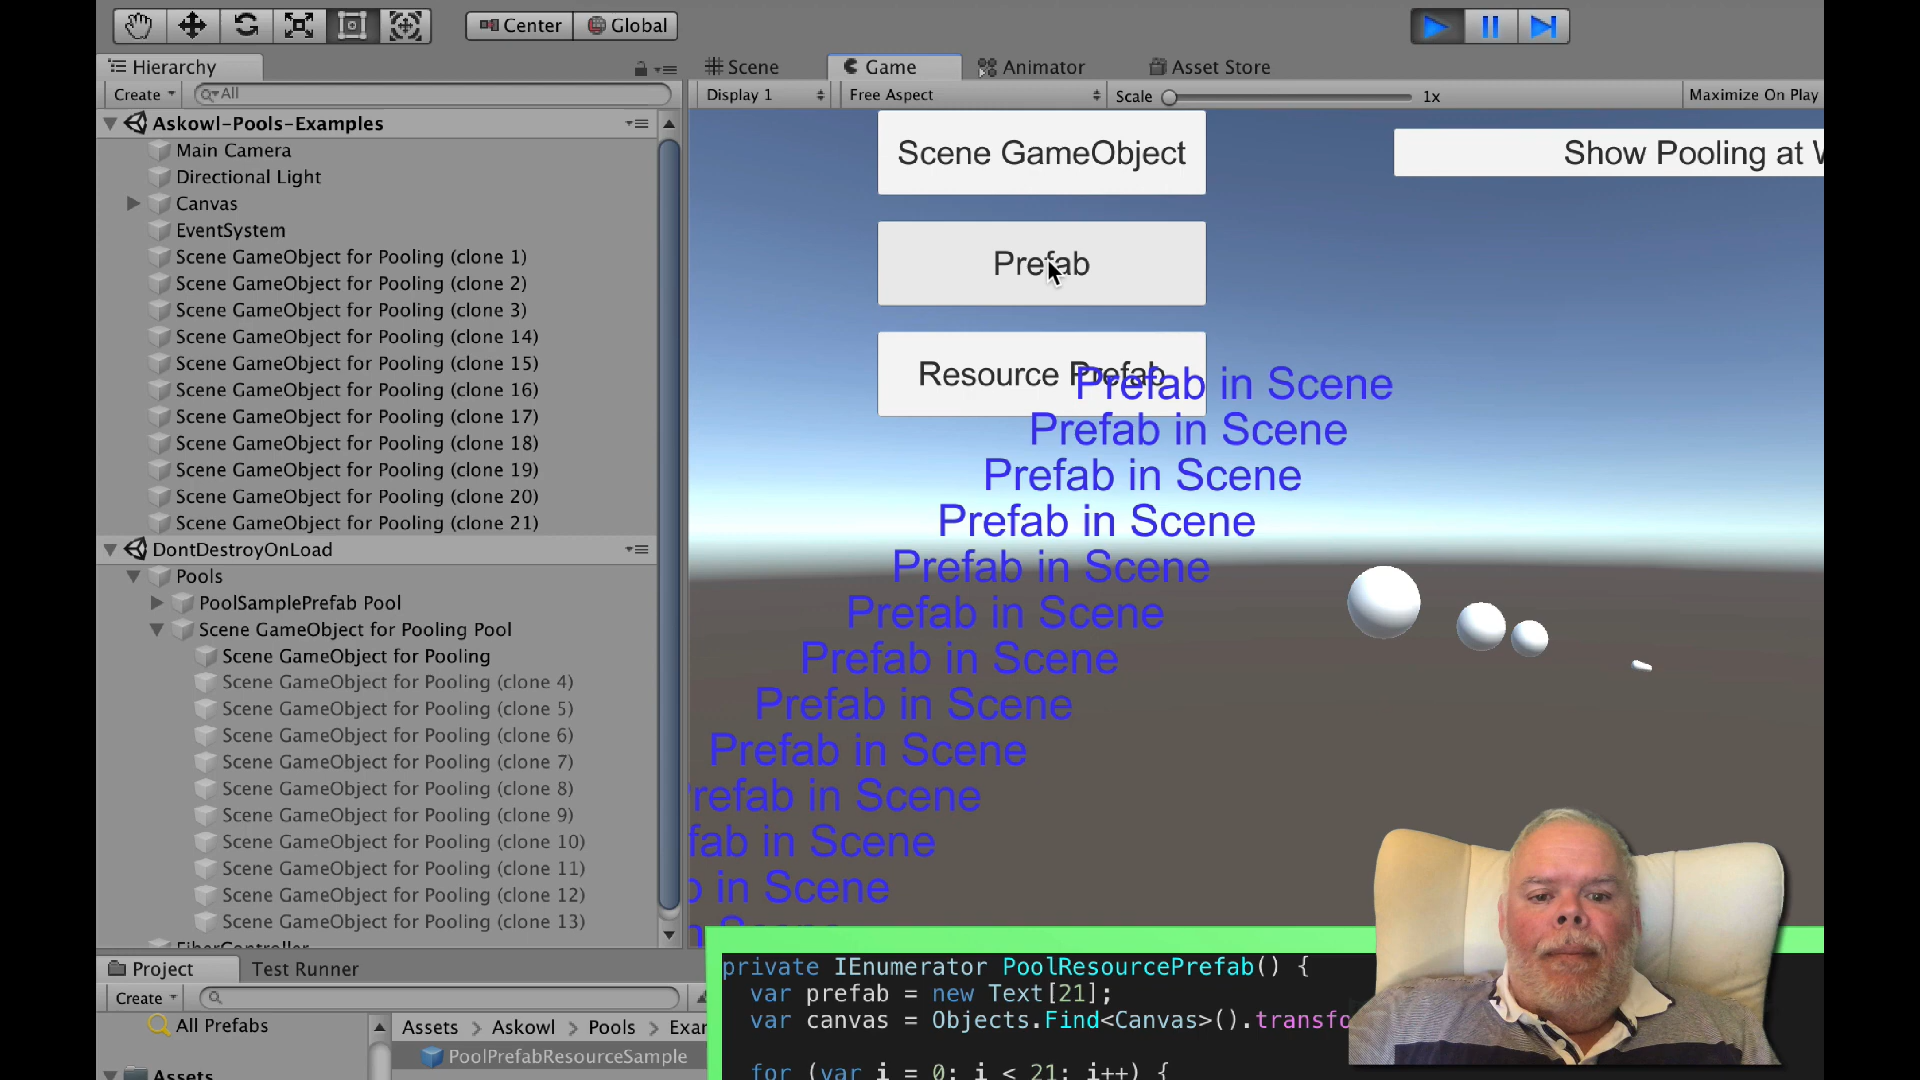 Center
Global
Hierarchy
Scene
Game
Animator
Asset Store
Create
All
Display 1
Free Aspect
Scale
1x
Maximize On Play
Askowl-Pools-Examples
Main Camera
Directional Light
Canvas
EventSystem
Scene GameObject for Pooling (clone 1)
Scene GameObject for Pooling (clone 2)
Scene GameObject for Pooling (clone 3)
Scene GameObject for Pooling (clone 14)
Scene GameObject for Pooling (clone 15)
Scene GameObject for Pooling (clone 16)
Scene GameObject for Pooling (clone 17)
Scene GameObject for Pooling (clone 18)
Scene GameObject for Pooling (clone 19)
Scene GameObject for Pooling (clone 20)
Scene GameObject for Pooling (clone 21)
DontDestroyOnLoad
Pools
PoolSamplePrefab Pool
Scene GameObject for Pooling Pool
Scene GameObject for Pooling
Scene GameObject for Pooling (clone 4)
Scene GameObject for Pooling (clone 5)
Scene GameObject for Pooling (clone 6)
Scene GameObject for Pooling (clone 7)
Scene GameObject for Pooling (clone 8)
Scene GameObject for Pooling (clone 9)
Scene GameObject for Pooling (clone 10)
Scene GameObject for Pooling (clone 11)
Scene GameObject for Pooling (clone 12)
Scene GameObject for Pooling (clone 13)
FiberController
Scene GameObject
Show Pooling at W
Prefab
Resource Prefab
Prefab in Scene
Prefab in Scene
Prefab in Scene
Prefab in Scene
Prefab in Scene
Prefab in Scene
Prefab in Scene
Prefab in Scene
Prefab in Scene
refab in Scene
fab in Scene
in Scene
Project
Test Runner
Create
All Prefabs
Assets
Assets > Askowl > Pools > Exar
PoolPrefabResourceSample
private IEnumerator PoolResourcePrefab() {
var prefab = new Text[21];
var canvas = Objects.Find<Canvas>().transfo
for (var i = 0; i < 21; i++) {